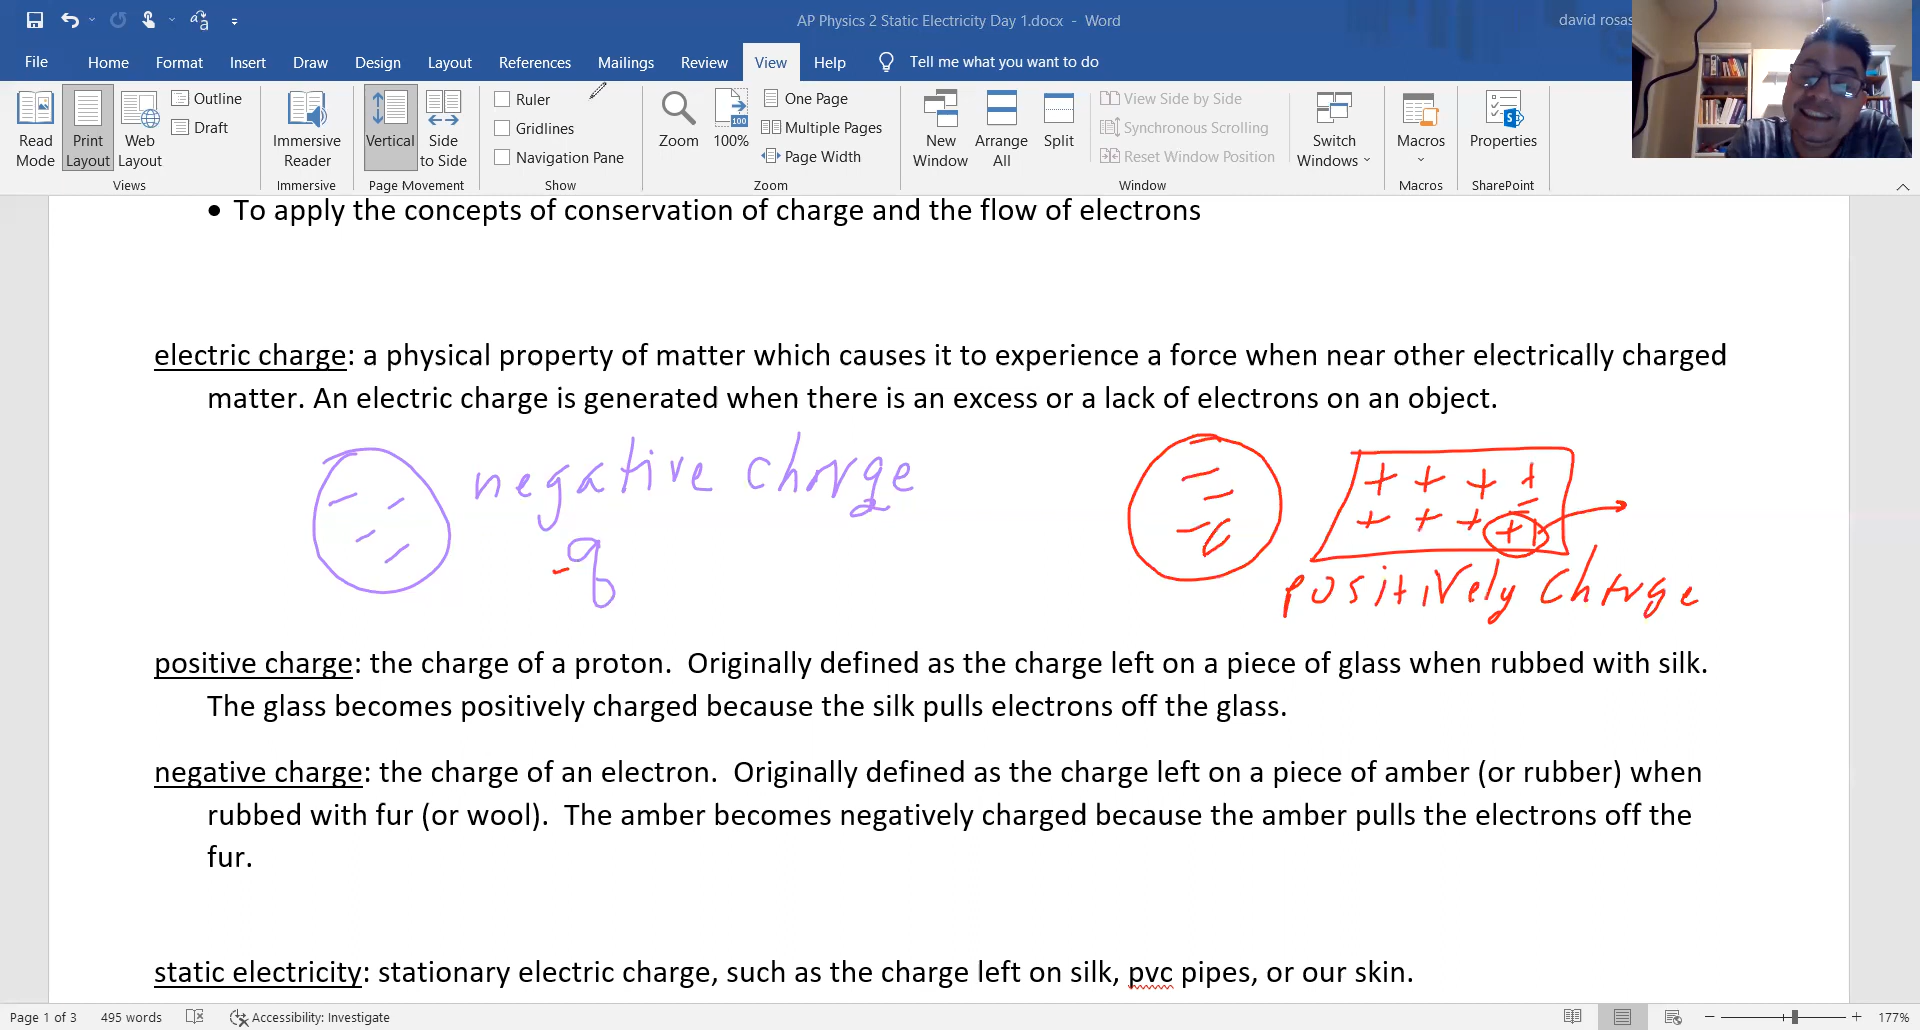 AP Physics 2 Static Electricity Day 1.docx - Word
david rosas
File Home Format Insert Draw Design Layout References Mailings Review View Help Tell me what you want to do
Read Mode
Print Layout
Web Layout
Outline
Draft
Views
Immersive Reader
Immersive
Vertical
Side to Side
Page Movement
Ruler
Gridlines
Navigation Pane
Show
Zoom
100
100%
One Page
Multiple Pages
Page Width
Zoom
New Window
Arrange All
Split
View Side by Side
Synchronous Scrolling
Reset Window Position
Switch Windows
Window
Macros
Macros
Properties
SharePoint
• To apply the concepts of conservation of charge and the flow of electrons
electric charge: a physical property of matter which causes it to experience a force when near other electrically charged
matter. An electric charge is generated when there is an excess or a lack of electrons on an object.
negative charge
-q
+ + + +
+ + + +
positively charge
positive charge: the charge of a proton. Originally defined as the charge left on a piece of glass when rubbed with silk.
The glass becomes positively charged because the silk pulls electrons off the glass.
negative charge: the charge of an electron. Originally defined as the charge left on a piece of amber (or rubber) when
rubbed with fur (or wool). The amber becomes negatively charged because the amber pulls the electrons off the
fur.
static electricity: stationary electric charge, such as the charge left on silk, pvc pipes, or our skin.
Page 1 of 3 495 words Accessibility: Investigate 177%